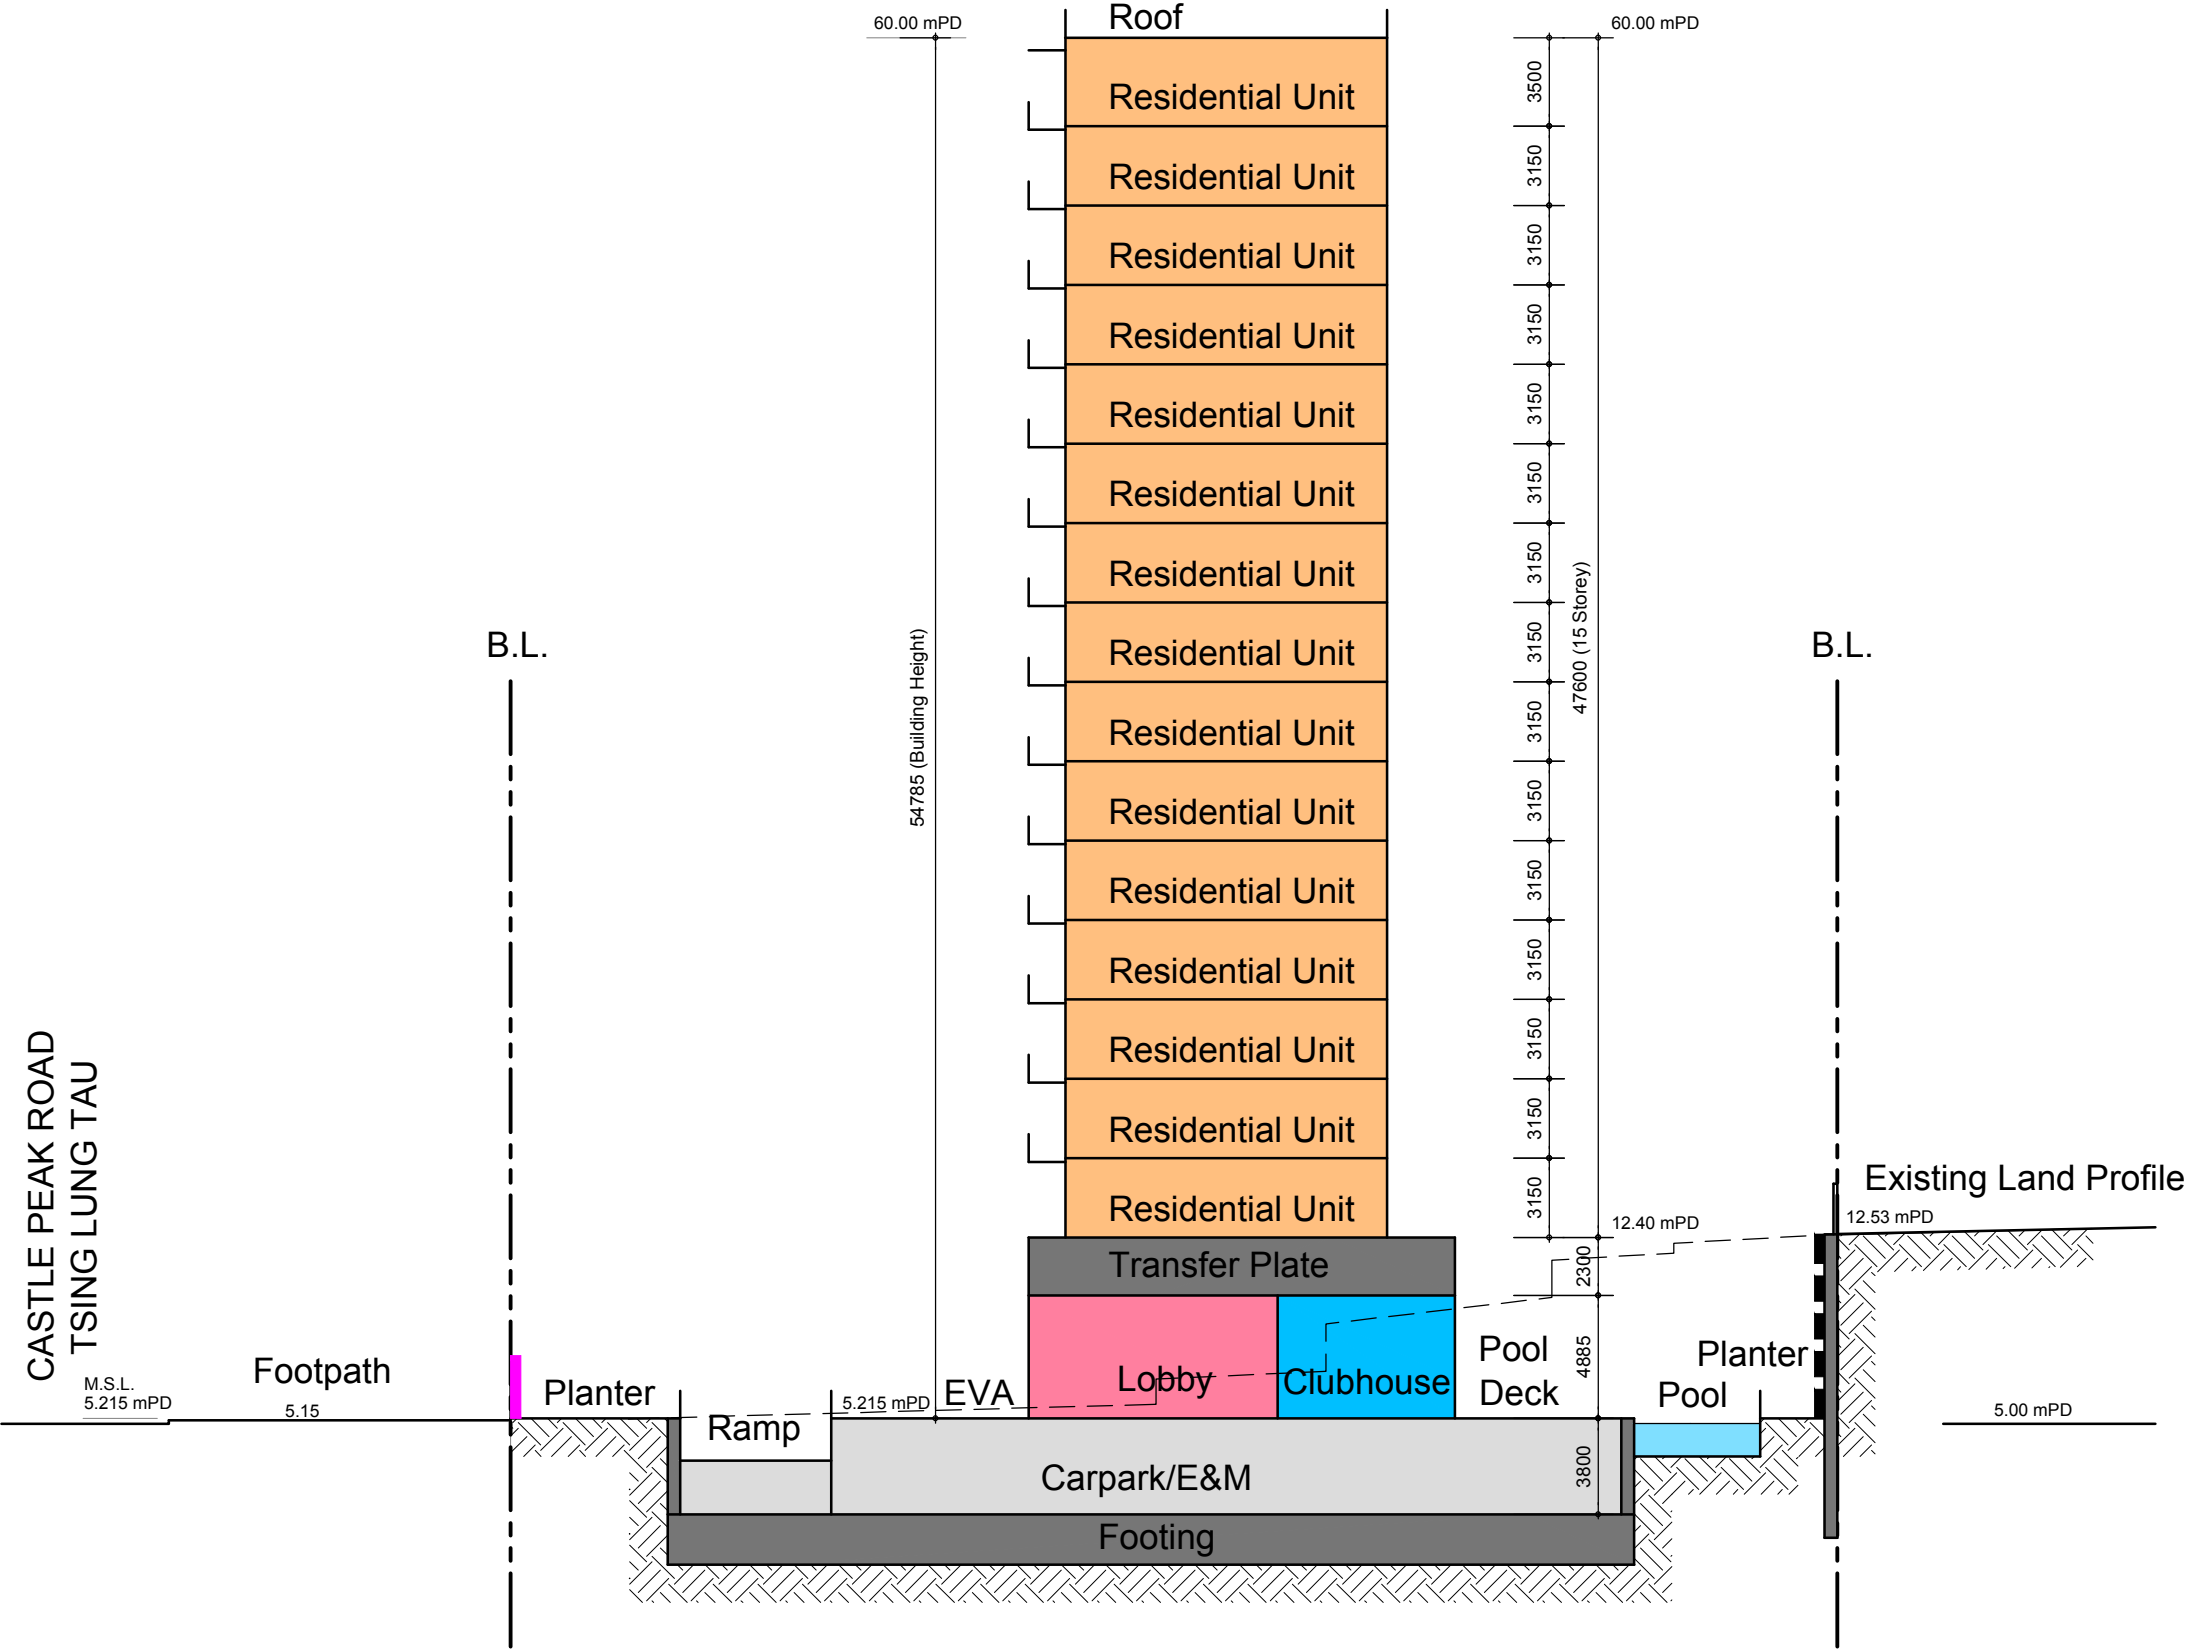 Roof
60.00 mPD
60.00 mPD
Residential Unit
3500
Residential Unit
3150
Residential Unit
3150
Residential Unit
3150
Residential Unit
3150
Residential Unit
3150
Residential Unit
3150
Residential Unit
3150
Residential Unit
3150
Residential Unit
3150
Residential Unit
3150
Residential Unit
3150
Residential Unit
3150
Residential Unit
3150
Residential Unit
3150
54785 (Building Height)
47600 (15 Storey)
B.L.
B.L.
CASTLE PEAK ROAD
TSING LUNG TAU
Existing Land Profile
12.40 mPD
12.53 mPD
Transfer Plate
2300
Footpath
M.S.L.
5.215 mPD
5.15
Planter
Ramp
5.215 mPD
EVA
Lobby
Clubhouse
Pool
Deck
4885
Planter
Pool
5.00 mPD
Carpark/E&M
3800
Footing